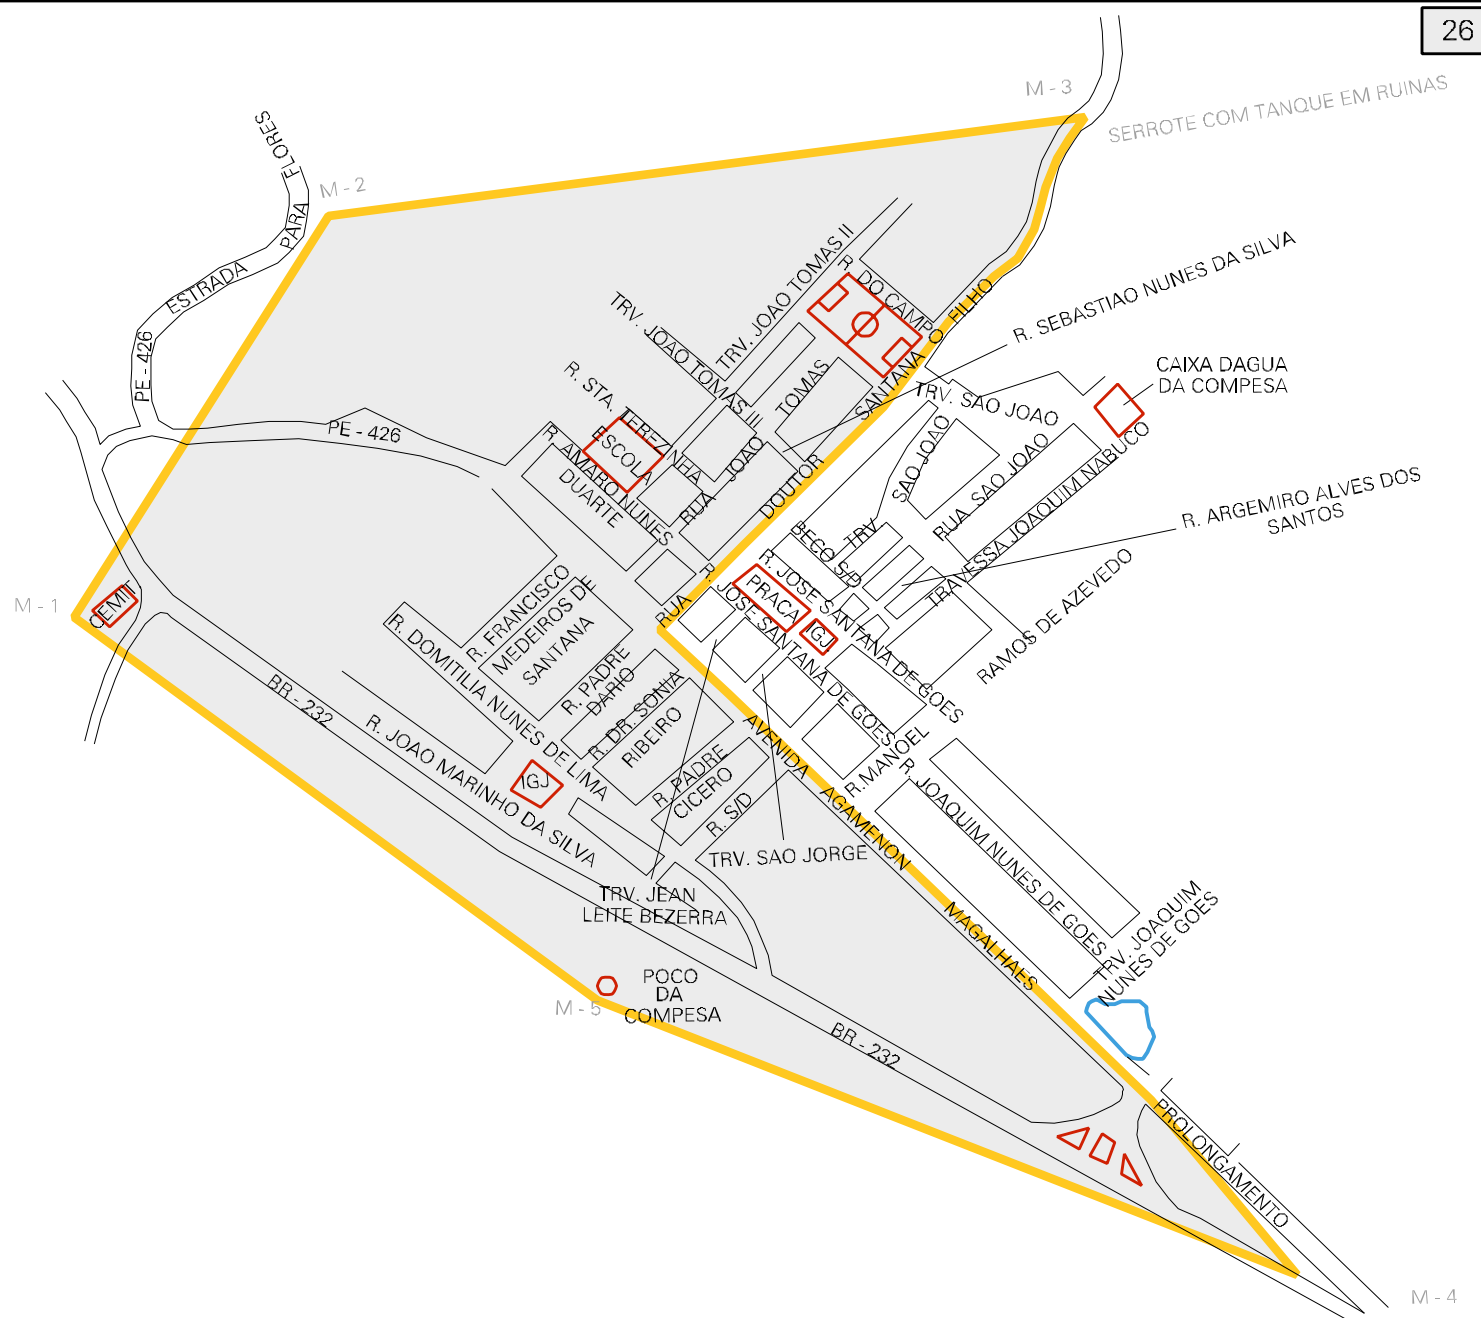 26
M - 3
SERROTE COM TANQUE EM RUINAS
M - 2
ESTRADA PARA FLORES
PE - 426
PE - 426
TRV. JOAO TOMAS II
R. DO CAMPO
TRV. JOAO TOMAS III
R. SEBASTIAO NUNES DA SILVA
CAIXA DAGUA
DA COMPESA
R. STA. TEREZINHA
ESCOLA
R. AMARO NUNES
DUARTE
RUA JOAO TOMAS
RUA DOUTOR SANTANA FILHO
TRV. SAO JOAO
TRV SAO JOAO
RUA SAO JOAO
TRAVESSA JOAQUIM NABUCO
R. ARGEMIRO ALVES DOS
SANTOS
BECO S/D
R. JOSE SANTANA DE GOES
R. JOSE SANTANA DE GOES
PRACA
IGJ
R. MANOEL
RAMOS DE AZEVEDO
M - 1
CEMIT
R. FRANCISCO
MEDEIROS DE
SANTANA
R. DOMITILIA NUNES DE LIMA
R. PADRE
DARIO
R. DR. SONIA
RIBEIRO
R. PADRE
CICERO
R. S/D
BR - 232
R. JOAO MARINHO DA SILVA
IGJ
AVENIDA AGAMENON MAGALHAES
R. JOAQUIM NUNES DE GOES
TRV. SAO JORGE
TRV. JEAN
LEITE BEZERRA
TRV. JOAQUIM
NUNES DE GOES
POCO
DA
COMPESA
M - 5
BR - 232
PROLONGAMENTO
M - 4